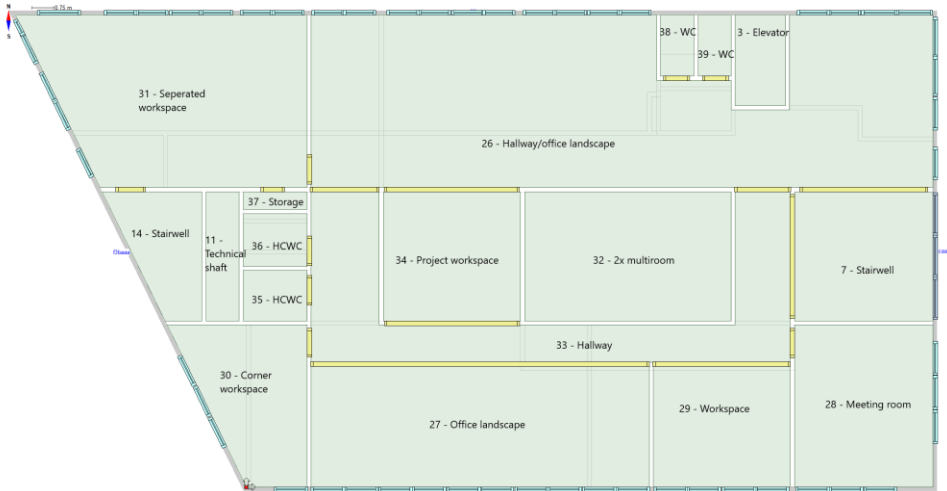 N
0.75 m
S
38 - WC
3 - Elevator
39 - WC
31 - Seperated
workspace
26 - Hallway/office landscape
37 - Storage
14 - Stairwell
11 -
Technical
shaft
36 - HCWC
34 - Project workspace
32 - 2x multiroom
7 - Stairwell
35 - HCWC
33 - Hallway
30 - Corner
workspace
27 - Office landscape
29 - Workspace
28 - Meeting room